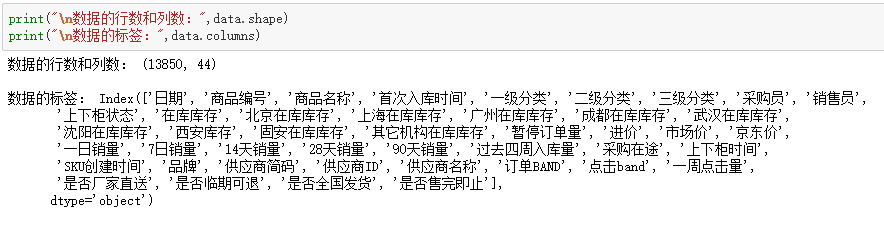 print("\n数据的行数和列数：",data.shape)
print("\n数据的标签：",data.columns)
数据的行数和列数： (13850, 44)
数据的标签： Index(['日期', '商品编号', '商品名称', '首次入库时间', '一级分类', '二级分类', '三级分类', '采购员', '销售员',
'上下柜状态', '在库库存', '北京在库库存', '上海在库库存', '广州在库库存', '成都在库库存', '武汉在库库存',
'沈阳在库库存', '西安库存', '固安在库库存', '其它机构在库库存', '暂停订单量', '进价', '市场价', '京东价',
'一日销量', '7日销量', '14天销量', '28天销量', '90天销量', '过去四周入库量', '采购在途', '上下柜时间',
'SKU创建时间', '品牌', '供应商简码', '供应商ID', '供应商名称', '订单BAND', '点击band', '一周点击量',
'是否厂家直送', '是否临期可退', '是否全国发货', '是否售完即止'],
dtype='object')